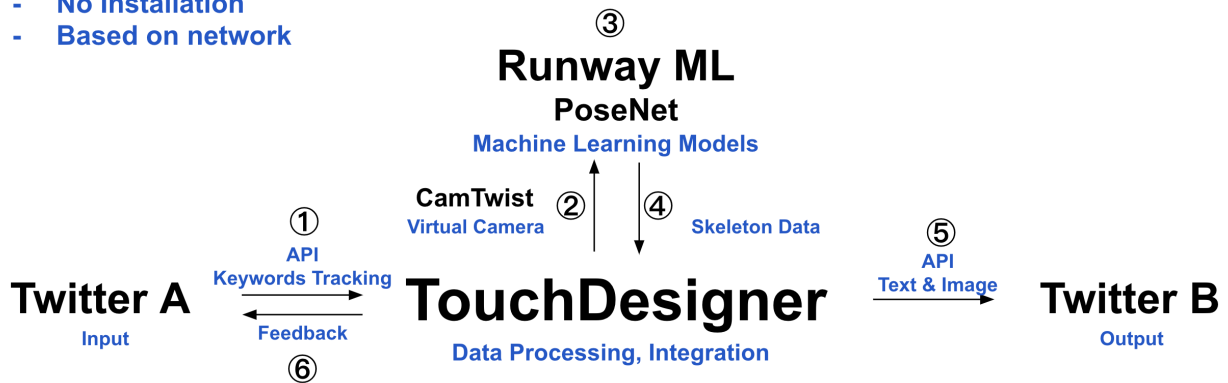 - No Installation
- Based on network
③
Runway ML
PoseNet
Machine Learning Models
CamTwist
Virtual Camera
②
④
Skeleton Data
①
API
Keywords Tracking
Twitter A
Input
Feedback
⑥
TouchDesigner
Data Processing, Integration
⑤
API
Text & Image
Twitter B
Output